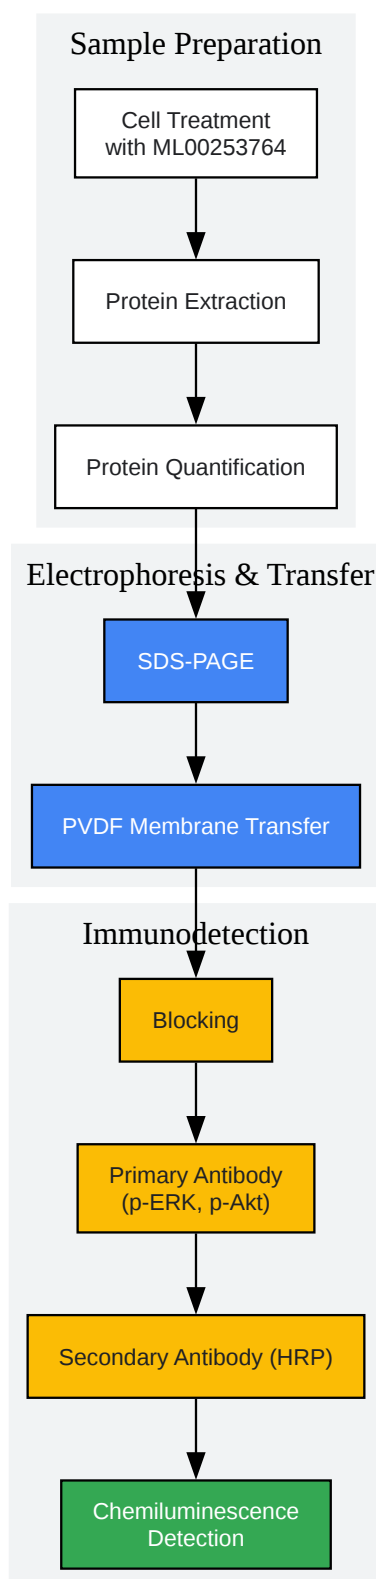 Sample Preparation
Cell Treatment
with ML00253764
Protein Extraction
Protein Quantification
Electrophoresis & Transfer
SDS-PAGE
PVDF Membrane Transfer
Immunodetection
Blocking
Primary Antibody
(p-ERK, p-Akt)
Secondary Antibody (HRP)
Chemiluminescence
Detection